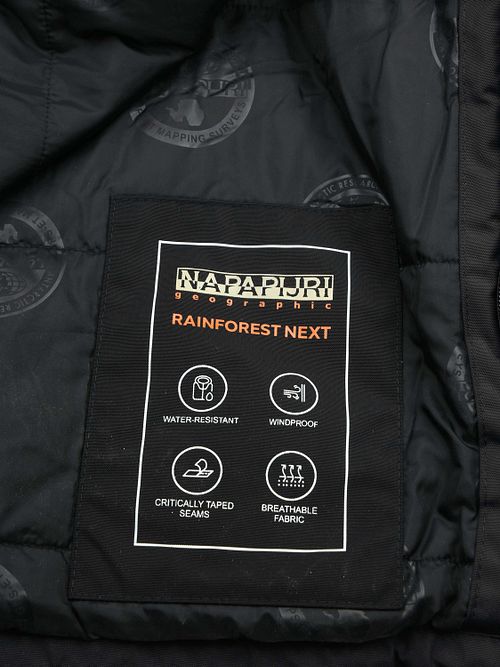 MAPPING SURVEYS
NAPAPIJRI
geographic
RAINFOREST NEXT
WATER-RESISTANT
WINDPROOF
CRITICALLY TAPED
SEAMS
BREATHABLE
FABRIC